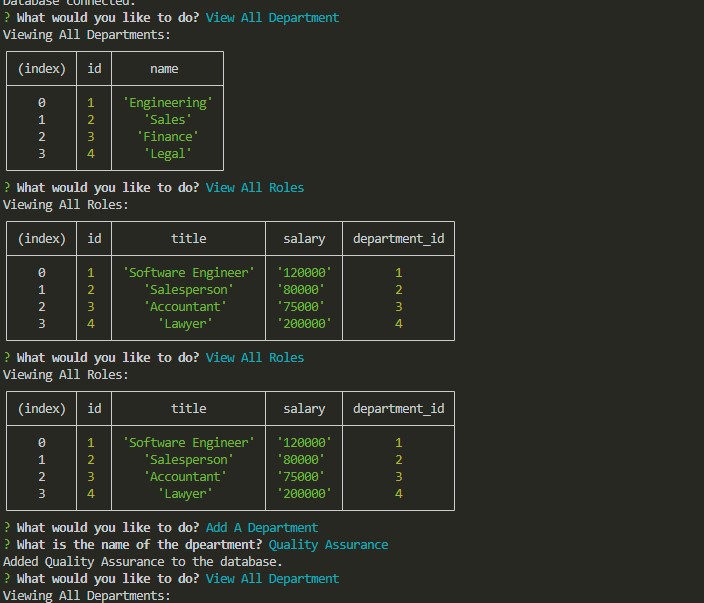 Database connected.
? What would you like to do? View All Department
Viewing All Departments:
(index) id name
0 1 'Engineering'
1 2 'Sales'
2 3 'Finance'
3 4 'Legal'
? What would you like to do? View All Roles
Viewing All Roles:
(index) id title salary department_id
0 1 'Software Engineer' '120000' 1
1 2 'Salesperson' '80000' 2
2 3 'Accountant' '75000' 3
3 4 'Lawyer' '200000' 4
? What would you like to do? View All Roles
Viewing All Roles:
(index) id title salary department_id
0 1 'Software Engineer' '120000' 1
1 2 'Salesperson' '80000' 2
2 3 'Accountant' '75000' 3
3 4 'Lawyer' '200000' 4
? What would you like to do? Add A Department
? What is the name of the dpeartment? Quality Assurance
Added Quality Assurance to the database.
? What would you like to do? View All Department
Viewing All Departments: